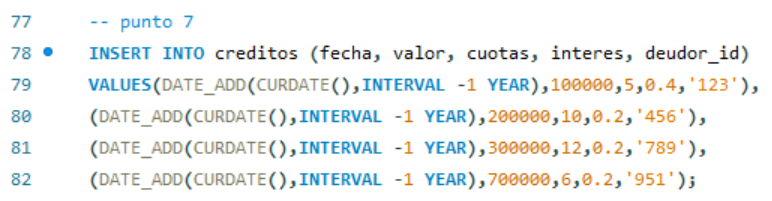 77 -- punto 7
78 INSERT INTO creditos (fecha, valor, cuotas, interes, deudor_id)
79 VALUES(DATE_ADD(CURDATE(),INTERVAL -1 YEAR),100000,5,0.4,'123'),
80 (DATE_ADD(CURDATE(),INTERVAL -1 YEAR),200000,10,0.2,'456'),
81 (DATE_ADD(CURDATE(),INTERVAL -1 YEAR),300000,12,0.2,'789'),
82 (DATE_ADD(CURDATE(),INTERVAL -1 YEAR),700000,6,0.2,'951');